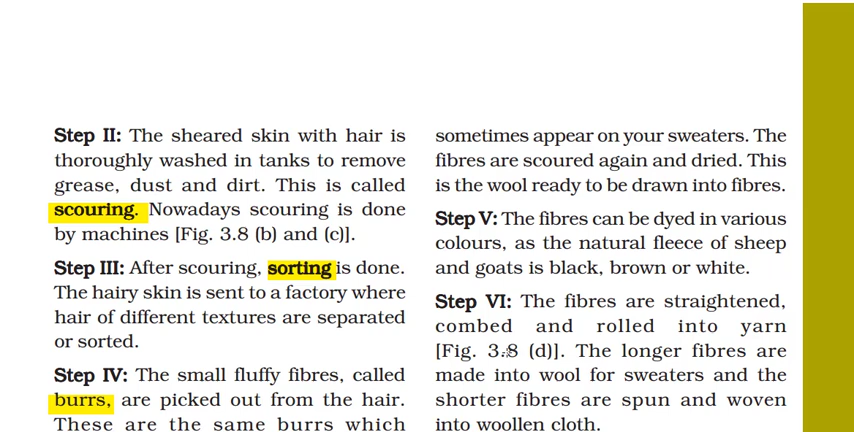 Step II: The sheared skin with hair is
thoroughly washed in tanks to remove
grease, dust and dirt. This is called
scouring. Nowadays scouring is done
by machines [Fig. 3.8 (b) and (c)].
Step III: After scouring, sorting is done.
The hairy skin is sent to a factory where
hair of different textures are separated
or sorted.
Step IV: The small fluffy fibres, called
burrs, are picked out from the hair.
These are the same burrs which
sometimes appear on your sweaters. The
fibres are scoured again and dried. This
is the wool ready to be drawn into fibres.
Step V: The fibres can be dyed in various
colours, as the natural fleece of sheep
and goats is black, brown or white.
Step VI: The fibres are straightened,
combed and rolled into yarn
[Fig. 3.8 (d)]. The longer fibres are
made into wool for sweaters and the
shorter fibres are spun and woven
into woollen cloth.